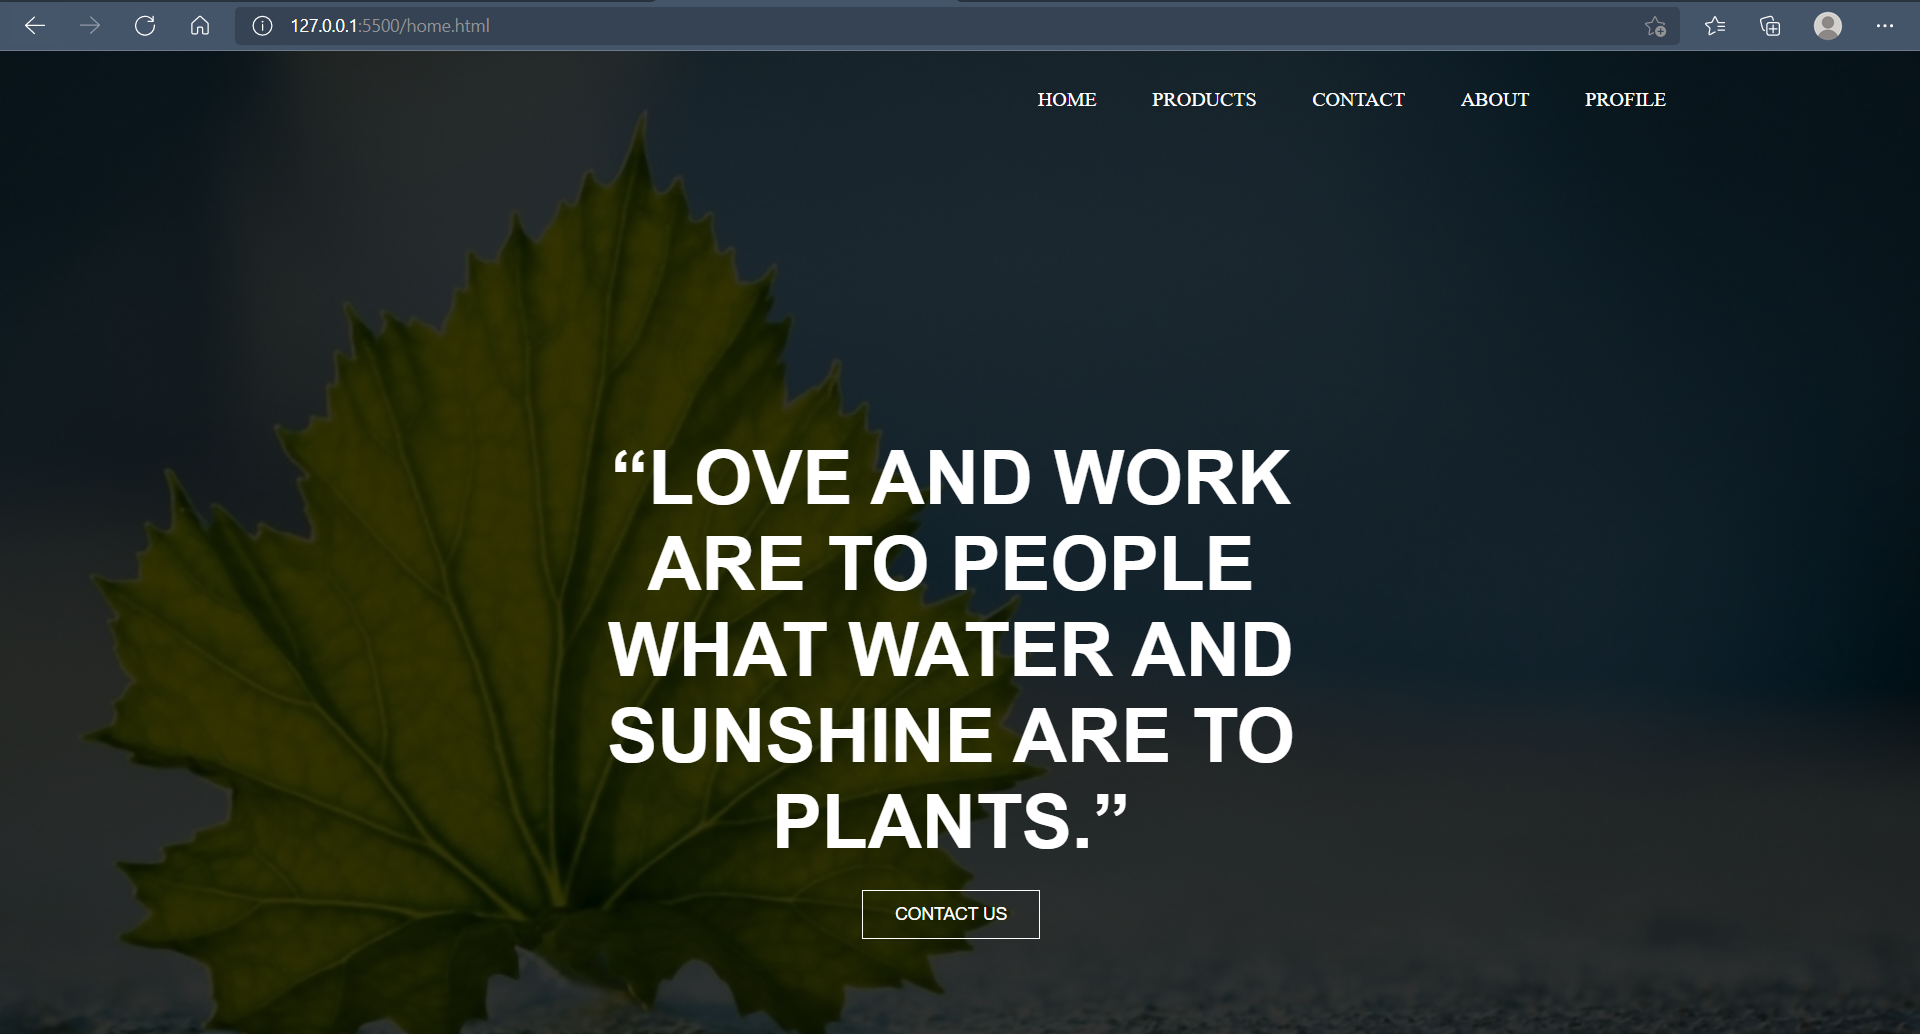 127.0.0.1:5500/home.html
HOME PRODUCTS CONTACT ABOUT PROFILE
“LOVE AND WORK
ARE TO PEOPLE
WHAT WATER AND
SUNSHINE ARE TO
PLANTS.”
CONTACT US